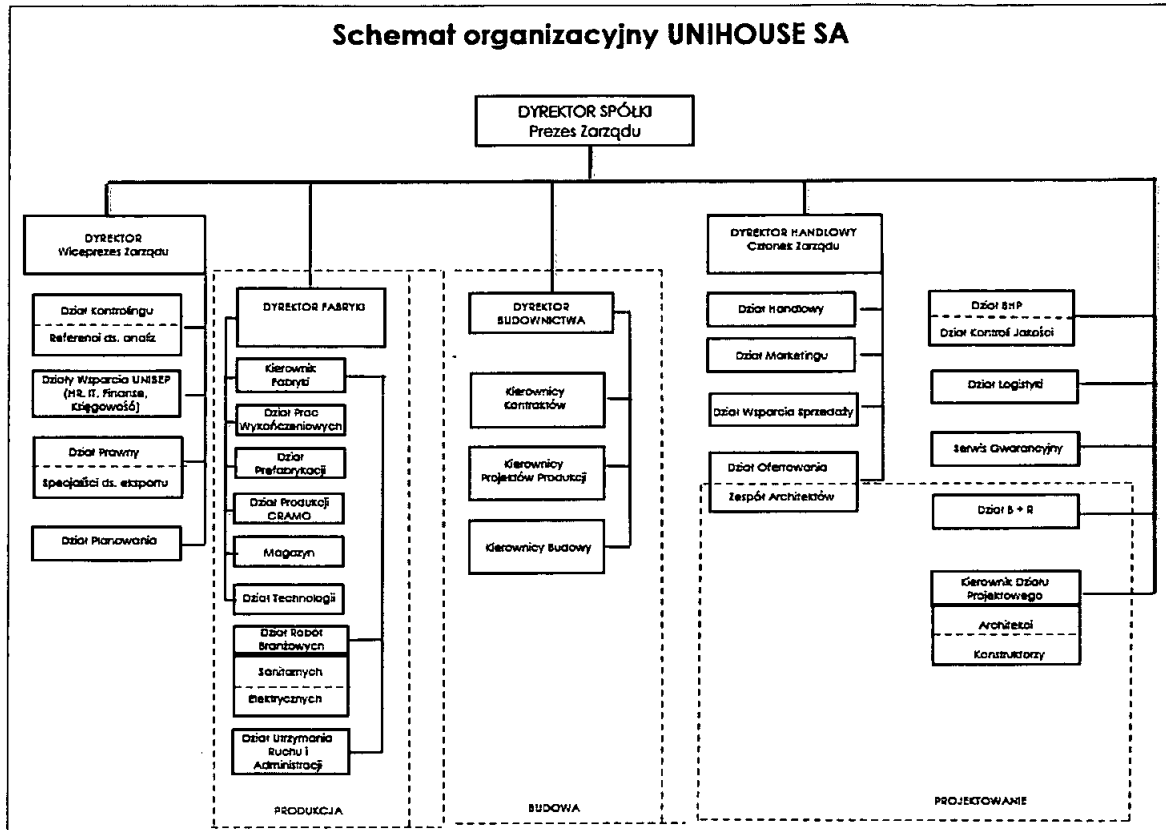 Schemat organizacyjny UNIHOUSE SA
DYREKTOR SPÓŁKI
Prezes Zarządu
DYREKTOR
Wiceprezes Zarządu
Dział Kontrolingu
Referenci ds. analiz
Działy Wsparcia UNIBEP
(HR, IT, Finanse,
Księgowość)
Dział Prawny
Specjaliści ds. eksportu
Dział Planowania
DYREKTOR FABRYKI
Kierownik
Fabryki
Dział Prac
Wykończeniowych
Dział
Prefabrykacji
Dział Produkcji
CRAMO
Magazyn
Dział Technologii
Dział Robót
Branżowych
Sanitarnych
Elektrycznych
Dział Utrzymania
Ruchu i
Administracji
PRODUKCJA
DYREKTOR
BUDOWNICTWA
Kierownicy
Kontraktów
Kierownicy
Projektów Produkcji
Kierownicy Budowy
BUDOWA
DYREKTOR HANDLOWY
Członek Zarządu
Dział Handlowy
Dział Marketingu
Dział Wsparcia Sprzedaży
Dział Ofertowania
Zespół Architektów
Dział BHP
Dział Kontroli Jakości
Dział Logistyki
Serwis Gwarancyjny
Dział B + R
Kierownik Działu
Projektowego
Architekci
Konstruktorzy
PROJEKTOWANIE